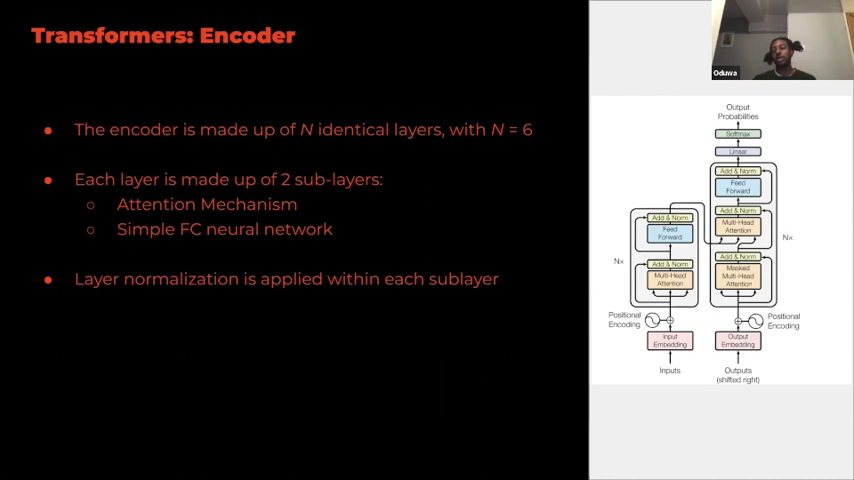 Transformers: Encoder
● The encoder is made up of N identical layers, with N = 6
● Each layer is made up of 2 sub-layers:
○ Attention Mechanism
○ Simple FC neural network
● Layer normalization is applied within each sublayer
Oduwa
Output
Probabilities
Softmax
Linear
Add & Norm
Feed
Forward
Add & Norm
Multi-Head
Attention
Add & Norm
Masked
Multi-Head
Attention
Nx
Positional
Encoding
Output
Embedding
Outputs
(shifted right)
Add & Norm
Feed
Forward
Add & Norm
Multi-Head
Attention
Nx
Positional
Encoding
Input
Embedding
Inputs